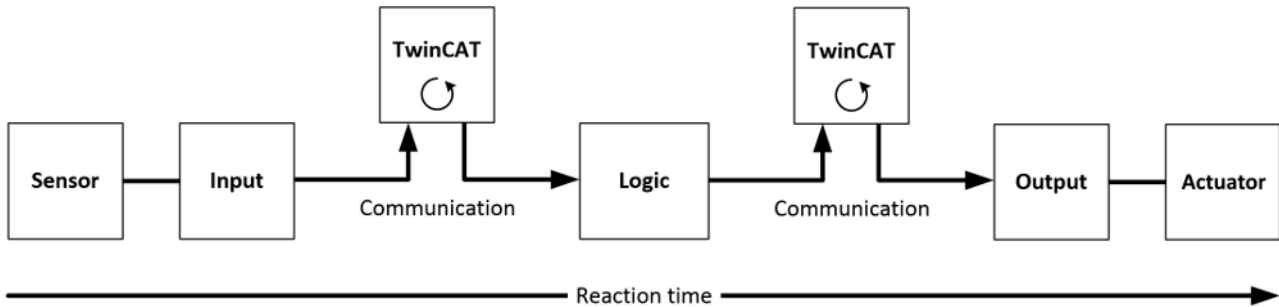 TwinCAT
TwinCAT
Sensor
Input
Logic
Output
Actuator
Communication
Communication
Reaction time